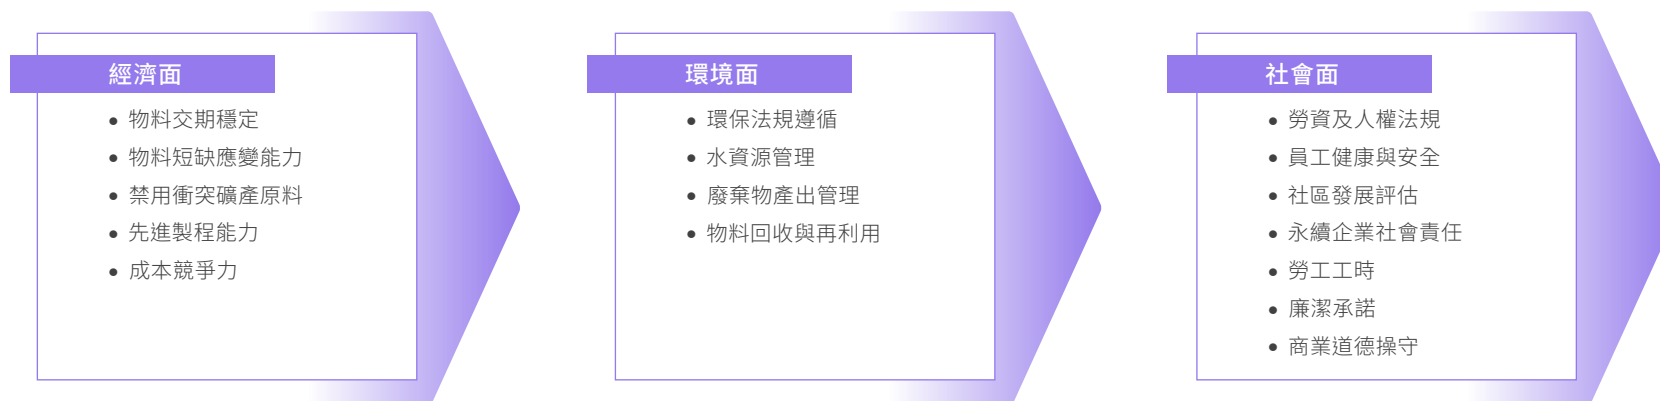 經濟面
物料交期穩定
物料短缺應變能力
禁用衝突礦產原料
先進製程能力
成本競爭力
環境面
環保法規遵循
水資源管理
廢棄物產出管理
物料回收與再利用
社會面
勞資及人權法規
員工健康與安全
社區發展評估
永續企業社會責任
勞工工時
廉潔承諾
商業道德操守